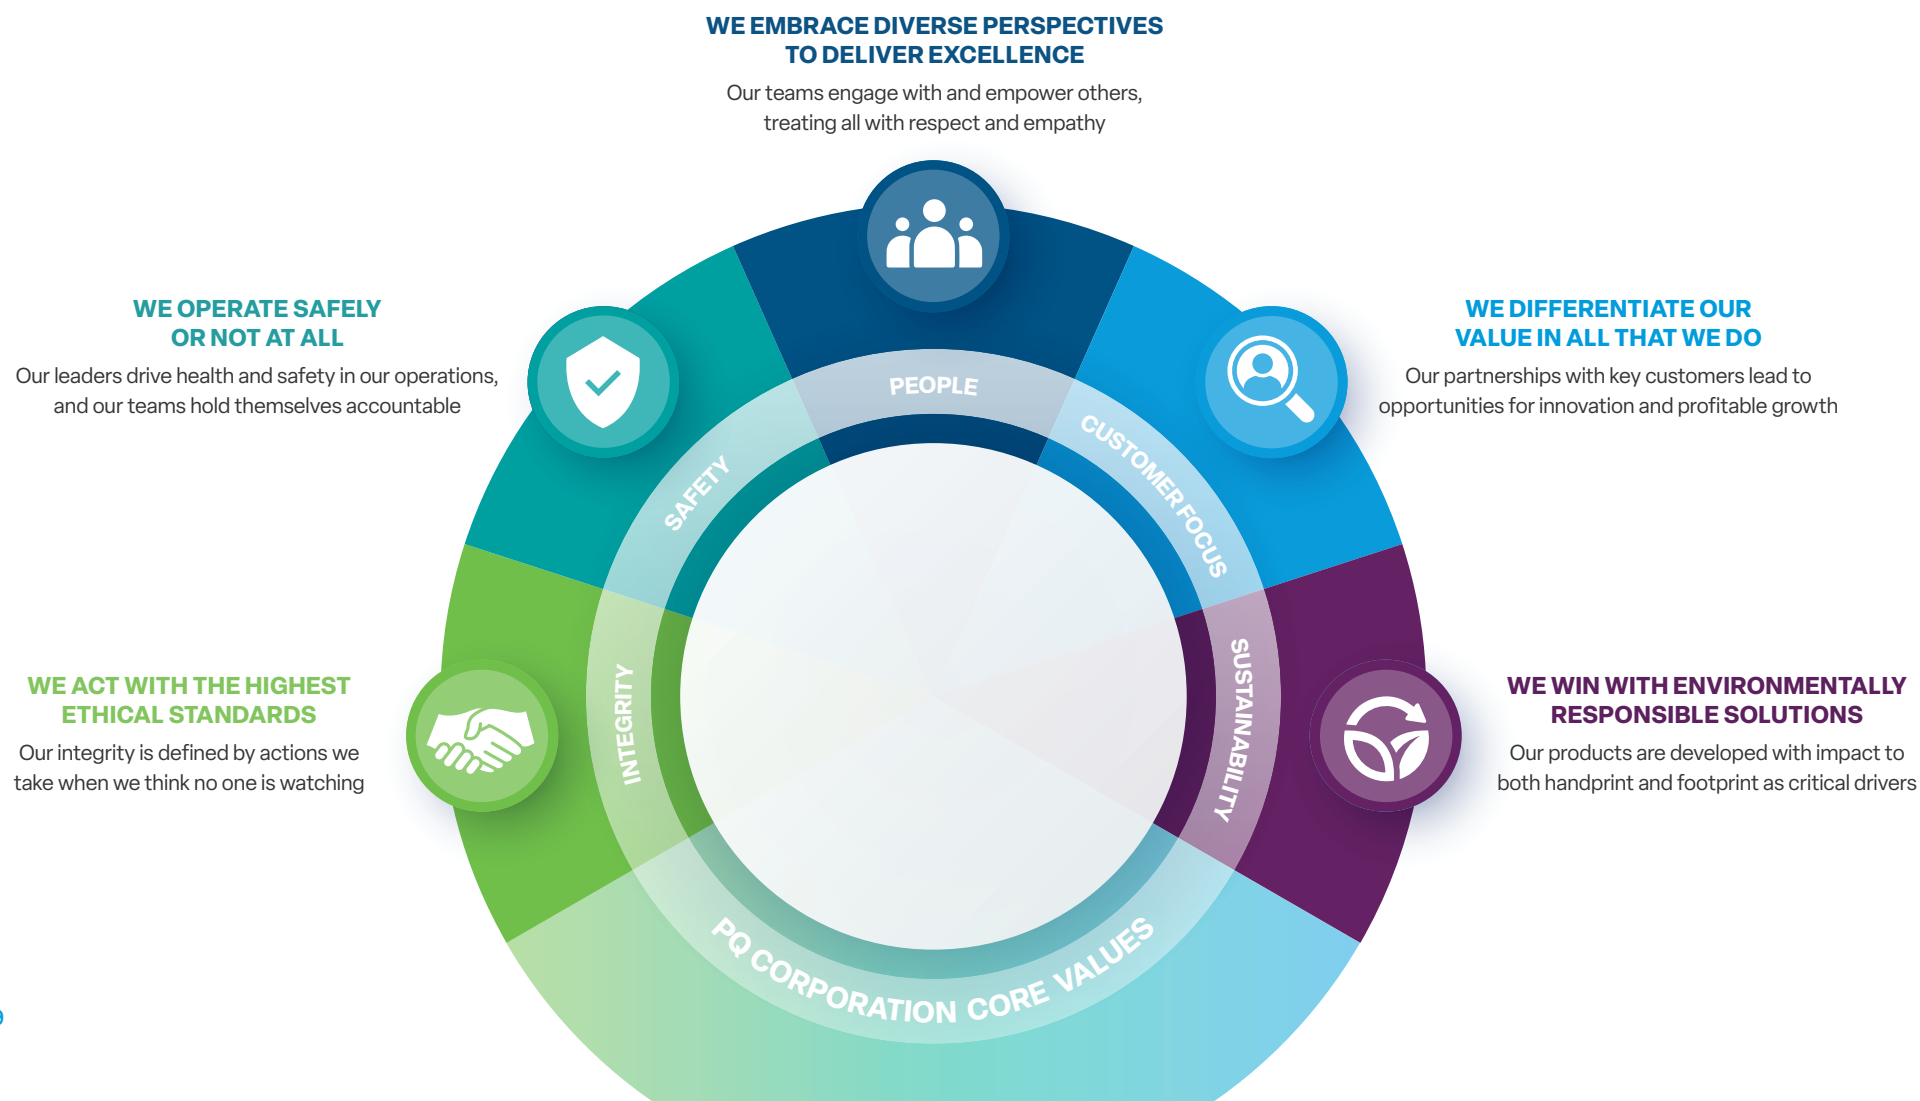 WE EMBRACE DIVERSE PERSPECTIVES
TO DELIVER EXCELLENCE
Our teams engage with and empower others,
treating all with respect and empathy
WE OPERATE SAFELY
OR NOT AT ALL
Our leaders drive health and safety in our operations,
and our teams hold themselves accountable
WE DIFFERENTIATE OUR
VALUE IN ALL THAT WE DO
Our partnerships with key customers lead to
opportunities for innovation and profitable growth
PEOPLE
CUSTOMER FOCUS
SAFETY
SUSTAINABILITY
INTEGRITY
WE ACT WITH THE HIGHEST
ETHICAL STANDARDS
Our integrity is defined by actions we
take when we think no one is watching
WE WIN WITH ENVIRONMENTALLY
RESPONSIBLE SOLUTIONS
Our products are developed with impact to
both handprint and footprint as critical drivers
PQ CORPORATION CORE VALUES